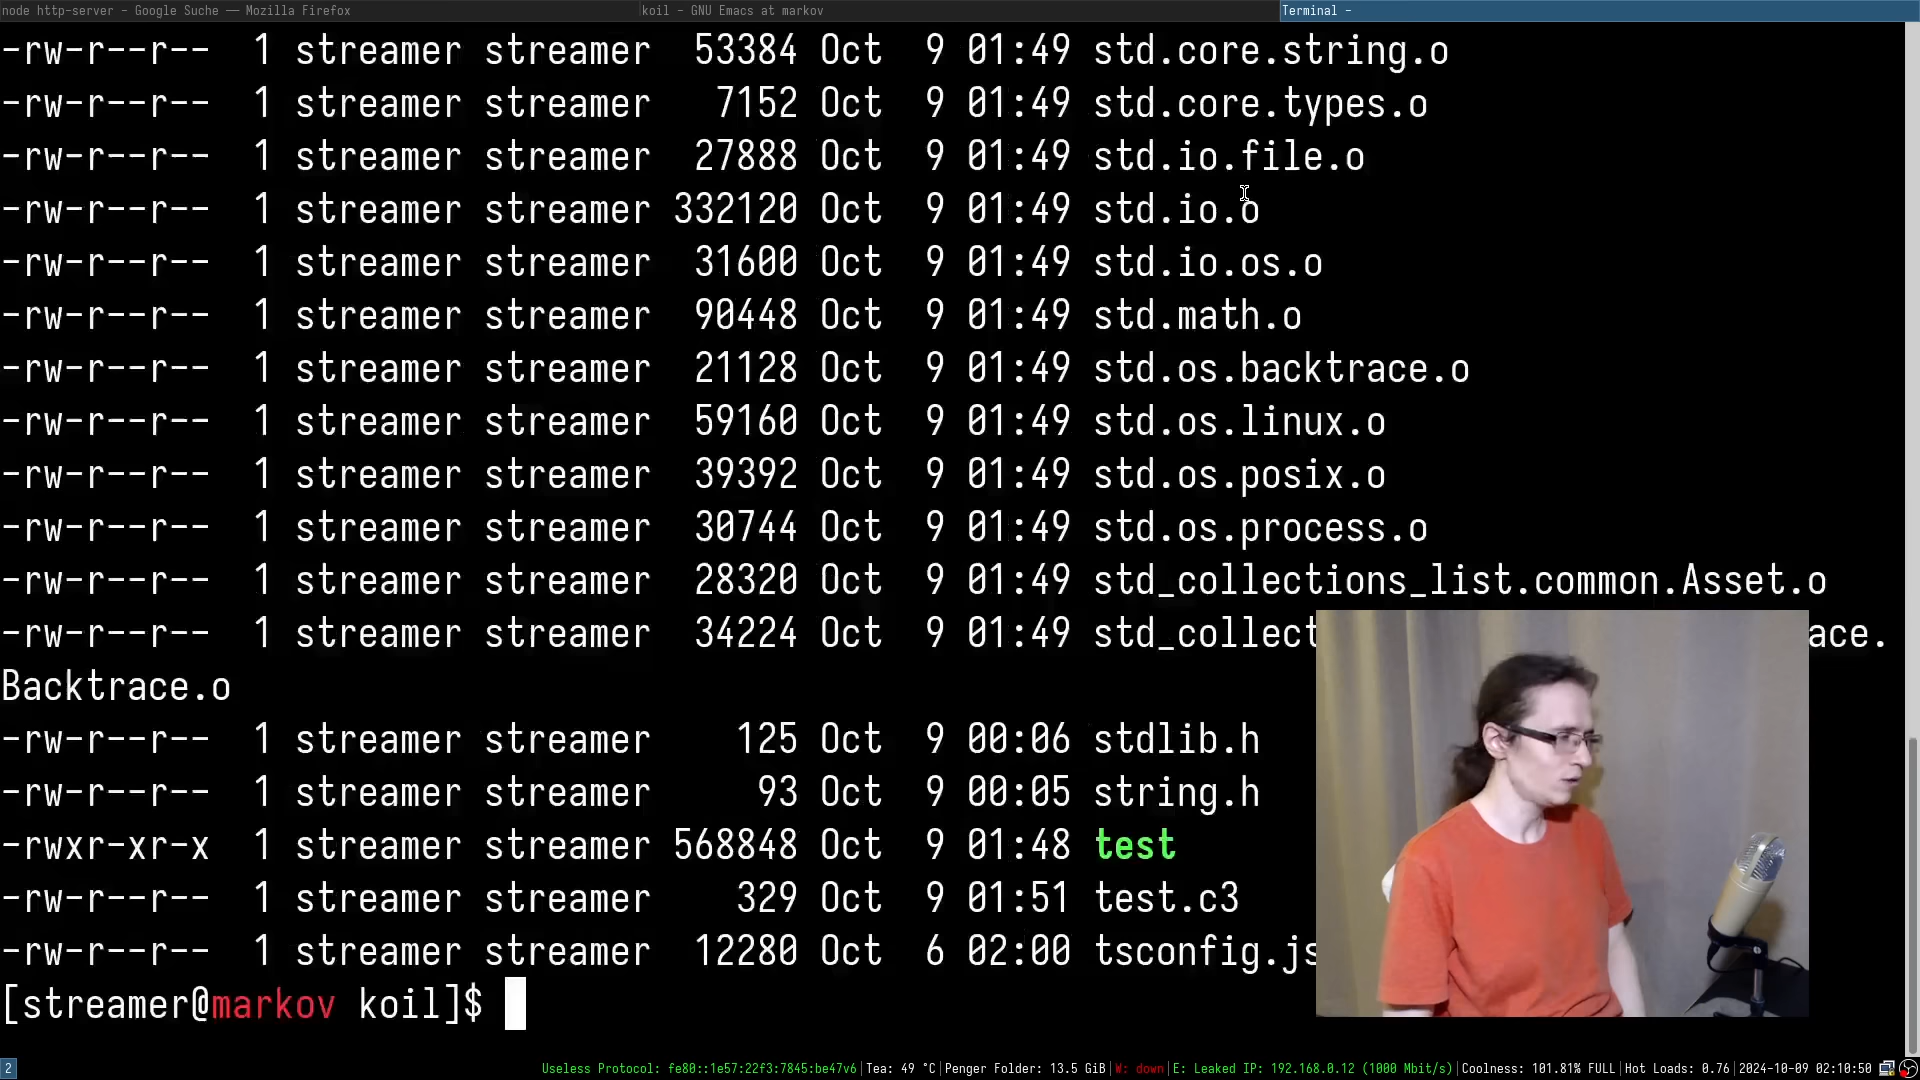 node http-server - Google Suche — Mozilla Firefox
koil - GNU Emacs at markov
Terminal -
-rw-r--r-- 1 streamer streamer 53384 Oct 9 01:49 std.core.string.o
-rw-r--r-- 1 streamer streamer 7152 Oct 9 01:49 std.core.types.o
-rw-r--r-- 1 streamer streamer 27888 Oct 9 01:49 std.io.file.o
-rw-r--r-- 1 streamer streamer 332120 Oct 9 01:49 std.io.o
-rw-r--r-- 1 streamer streamer 31600 Oct 9 01:49 std.io.os.o
-rw-r--r-- 1 streamer streamer 90448 Oct 9 01:49 std.math.o
-rw-r--r-- 1 streamer streamer 21128 Oct 9 01:49 std.os.backtrace.o
-rw-r--r-- 1 streamer streamer 59160 Oct 9 01:49 std.os.linux.o
-rw-r--r-- 1 streamer streamer 39392 Oct 9 01:49 std.os.posix.o
-rw-r--r-- 1 streamer streamer 30744 Oct 9 01:49 std.os.process.o
-rw-r--r-- 1 streamer streamer 28320 Oct 9 01:49 std_collections_list.common.Asset.o
-rw-r--r-- 1 streamer streamer 34224 Oct 9 01:49 std_collect ace.
Backtrace.o
-rw-r--r-- 1 streamer streamer 125 Oct 9 00:06 stdlib.h
-rw-r--r-- 1 streamer streamer 93 Oct 9 00:05 string.h
-rwxr-xr-x 1 streamer streamer 568848 Oct 9 01:48 test
-rw-r--r-- 1 streamer streamer 329 Oct 9 01:51 test.c3
-rw-r--r-- 1 streamer streamer 12280 Oct 6 02:00 tsconfig.js
[streamer@markov koil]$
2
Useless Protocol: fe80::1e57:22f3:7845:be47v6|Tea: 49 °C|Penger Folder: 13.5 GiB|W: down|E: Leaked IP: 192.168.0.12 (1000 Mbit/s)|Coolness: 101.81% FULL|Hot Loads: 0.76|2024-10-09 02:10:50